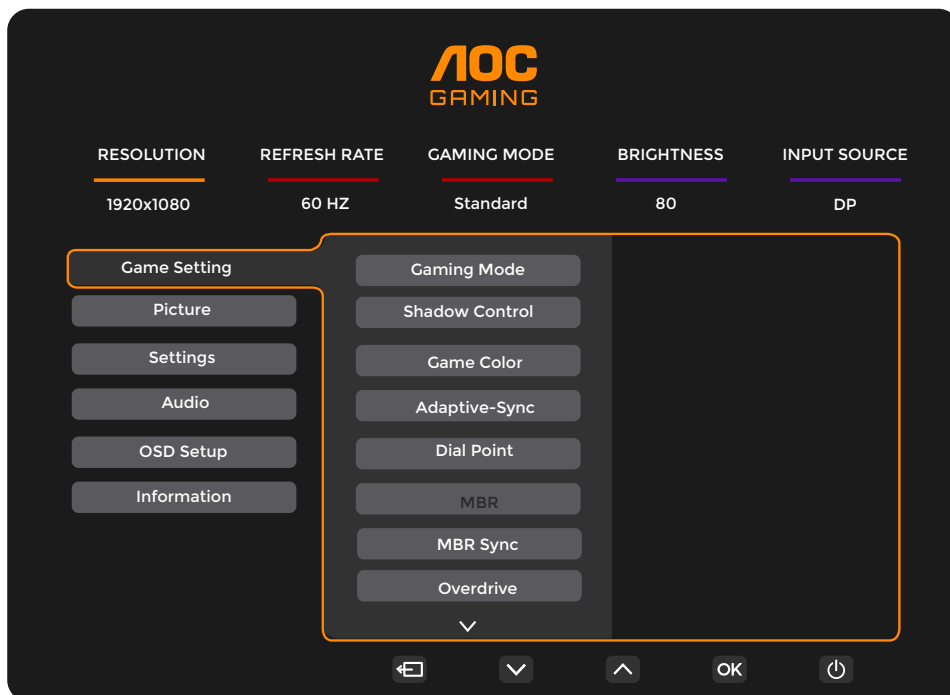 AOC
GAMING
RESOLUTION REFRESH RATE GAMING MODE BRIGHTNESS INPUT SOURCE
1920x1080 60 HZ Standard 80 DP
Game Setting
Picture
Settings
Audio
OSD Setup
Information
Gaming Mode
Shadow Control
Game Color
Adaptive-Sync
Dial Point
MBR
MBR Sync
Overdrive
OK